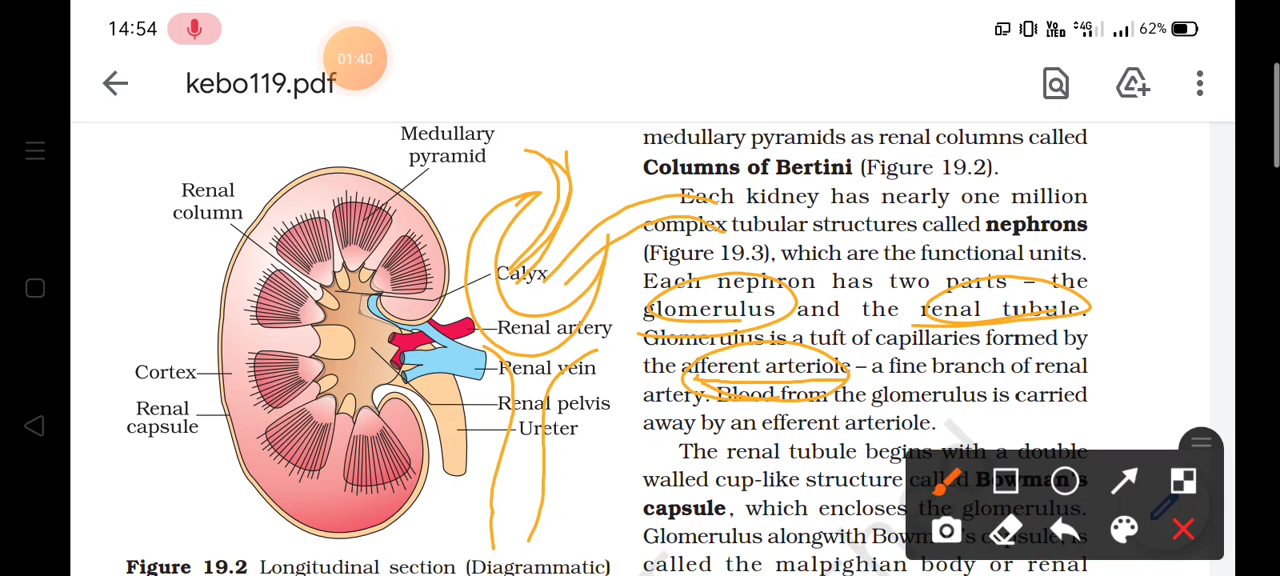 14:54
01:40
Vo
LTED
4G
62%
kebo119.pdf
Medullary
pyramid
Renal
column
Calyx
Renal artery
Renal vein
Renal pelvis
Ureter
Cortex
Renal
capsule
Figure 19.2 Longitudinal section (Diagrammatic)
medullary pyramids as renal columns called
Columns of Bertini (Figure 19.2).
Each kidney has nearly one million
complex tubular structures called nephrons
(Figure 19.3), which are the functional units.
Each nephron has two parts – the
glomerulus and the renal tubule.
Glomerulus is a tuft of capillaries formed by
the afferent arteriole – a fine branch of renal
artery. Blood from the glomerulus is carried
away by an efferent arteriole.
The renal tubule begins with a double
walled cup-like structure called Bowman's
capsule, which encloses the glomerulus.
Glomerulus alongwith Bowman's capsule, is
called the malpighian body or renal